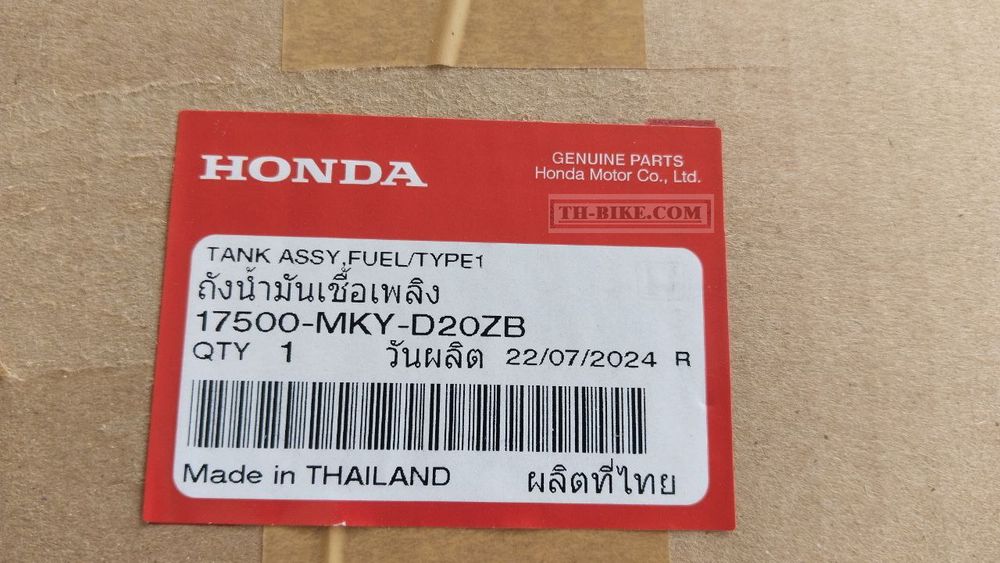 HONDA
GENUINE PARTS
Honda Motor Co., Ltd.
TH-BIKE.COM
TANK ASSY,FUEL/TYPE1
ถังน้ำมันเชื้อเพลิง
17500-MKY-D20ZB
QTY 1 วันผลิต 22/07/2024 R
Made in THAILAND ผลิตที่ไทย